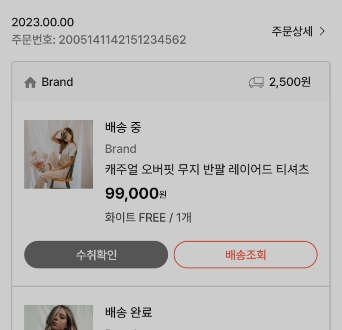 2023.00.00
주문번호: 2005141142151234562
주문상세
Brand
2,500원
배송 중
Brand
캐주얼 오버핏 무지 반팔 레이어드 티셔츠
99,000원
화이트 FREE / 1개
수취확인
배송조회
배송 완료